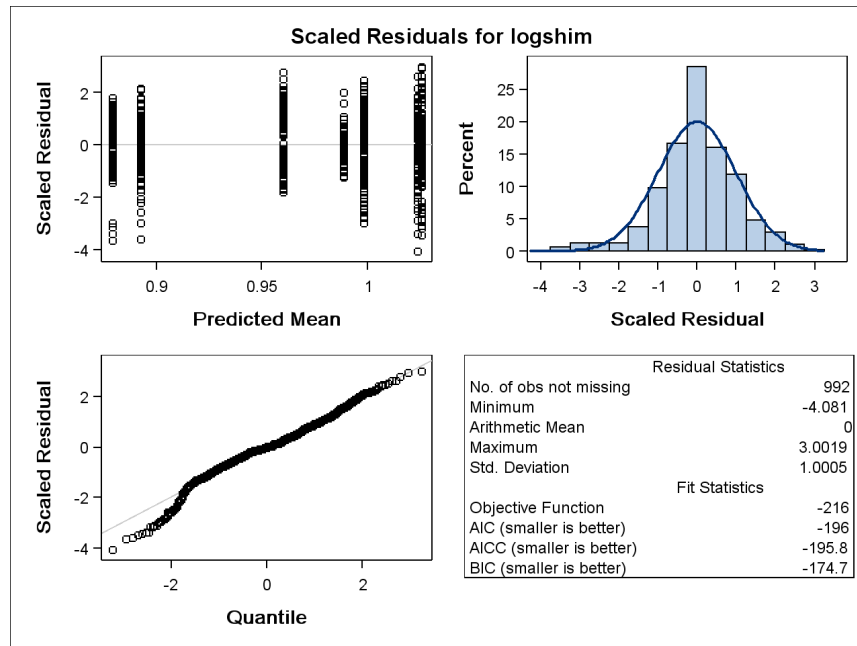 Scaled Residuals for logshim
Scaled Residual
2
0
-2
-4
0.9
0.95
1
Predicted Mean
Percent
25
20
15
10
5
0
-4 -3 -2 -1 0 1 2 3
Scaled Residual
Scaled Residual
2
0
-2
-4
-2 0 2
Quantile
Residual Statistics
No. of obs not missing 992
Minimum -4.081
Arithmetic Mean 0
Maximum 3.0019
Std. Deviation 1.0005
Fit Statistics
Objective Function -216
AIC (smaller is better) -196
AICC (smaller is better) -195.8
BIC (smaller is better) -174.7